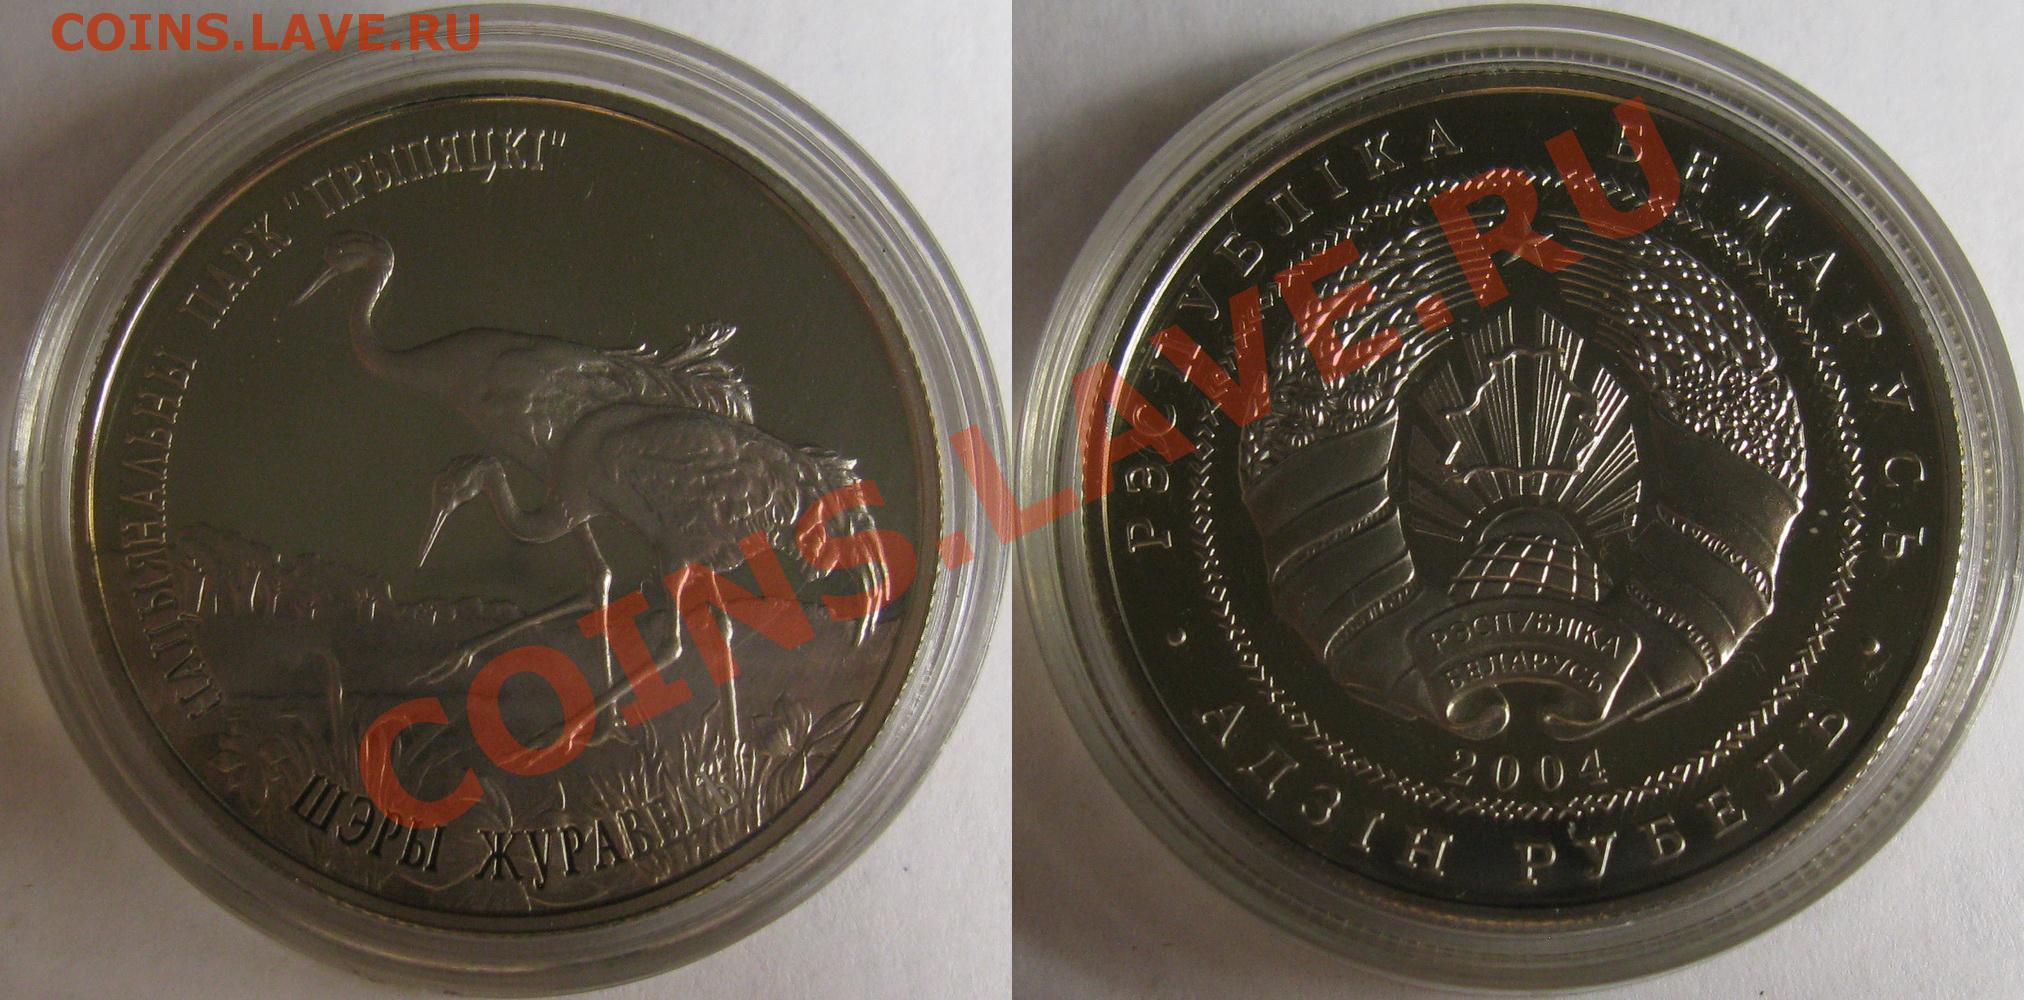 COINS.LAVE.RU
НАЦЫЯНАЛЬНЫ ПАРК "ПРЫПЯЦКІ"
ШЭРЫ ЖУРАВЕЛЬ
РЭСПУБЛІКА БЕЛАРУСЬ
РЭСПУБЛІКА
БЕЛАРУСЬ
2004
· АДЗІН РУБЕЛЬ ·
COINS.LAVE.RU